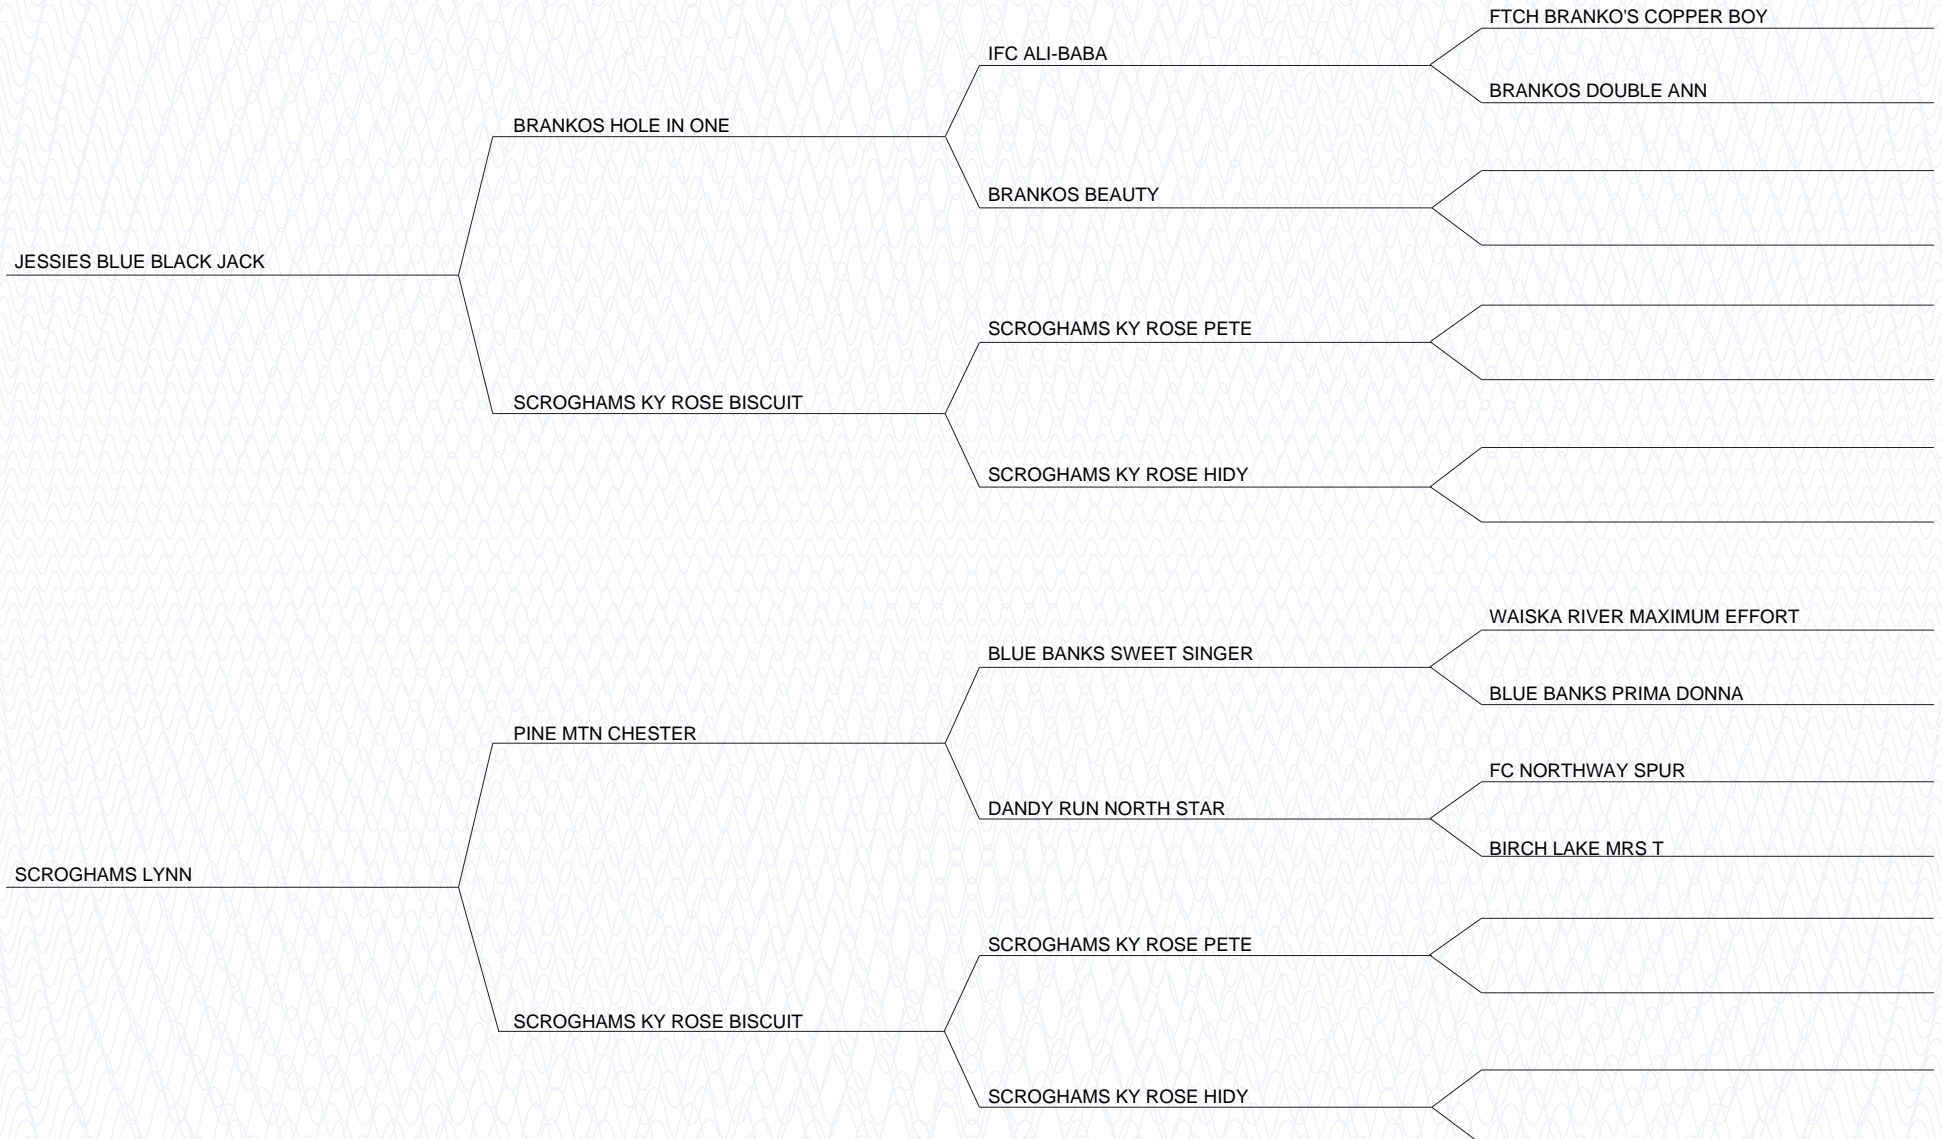 FTCH BRANKO'S COPPER BOY
IFC ALI-BABA
BRANKOS DOUBLE ANN
BRANKOS HOLE IN ONE
BRANKOS BEAUTY
JESSIES BLUE BLACK JACK
SCROGHAMS KY ROSE PETE
SCROGHAMS KY ROSE BISCUIT
SCROGHAMS KY ROSE HIDY
WAISKA RIVER MAXIMUM EFFORT
BLUE BANKS SWEET SINGER
BLUE BANKS PRIMA DONNA
PINE MTN CHESTER
FC NORTHWAY SPUR
DANDY RUN NORTH STAR
BIRCH LAKE MRS T
SCROGHAMS LYNN
SCROGHAMS KY ROSE PETE
SCROGHAMS KY ROSE BISCUIT
SCROGHAMS KY ROSE HIDY